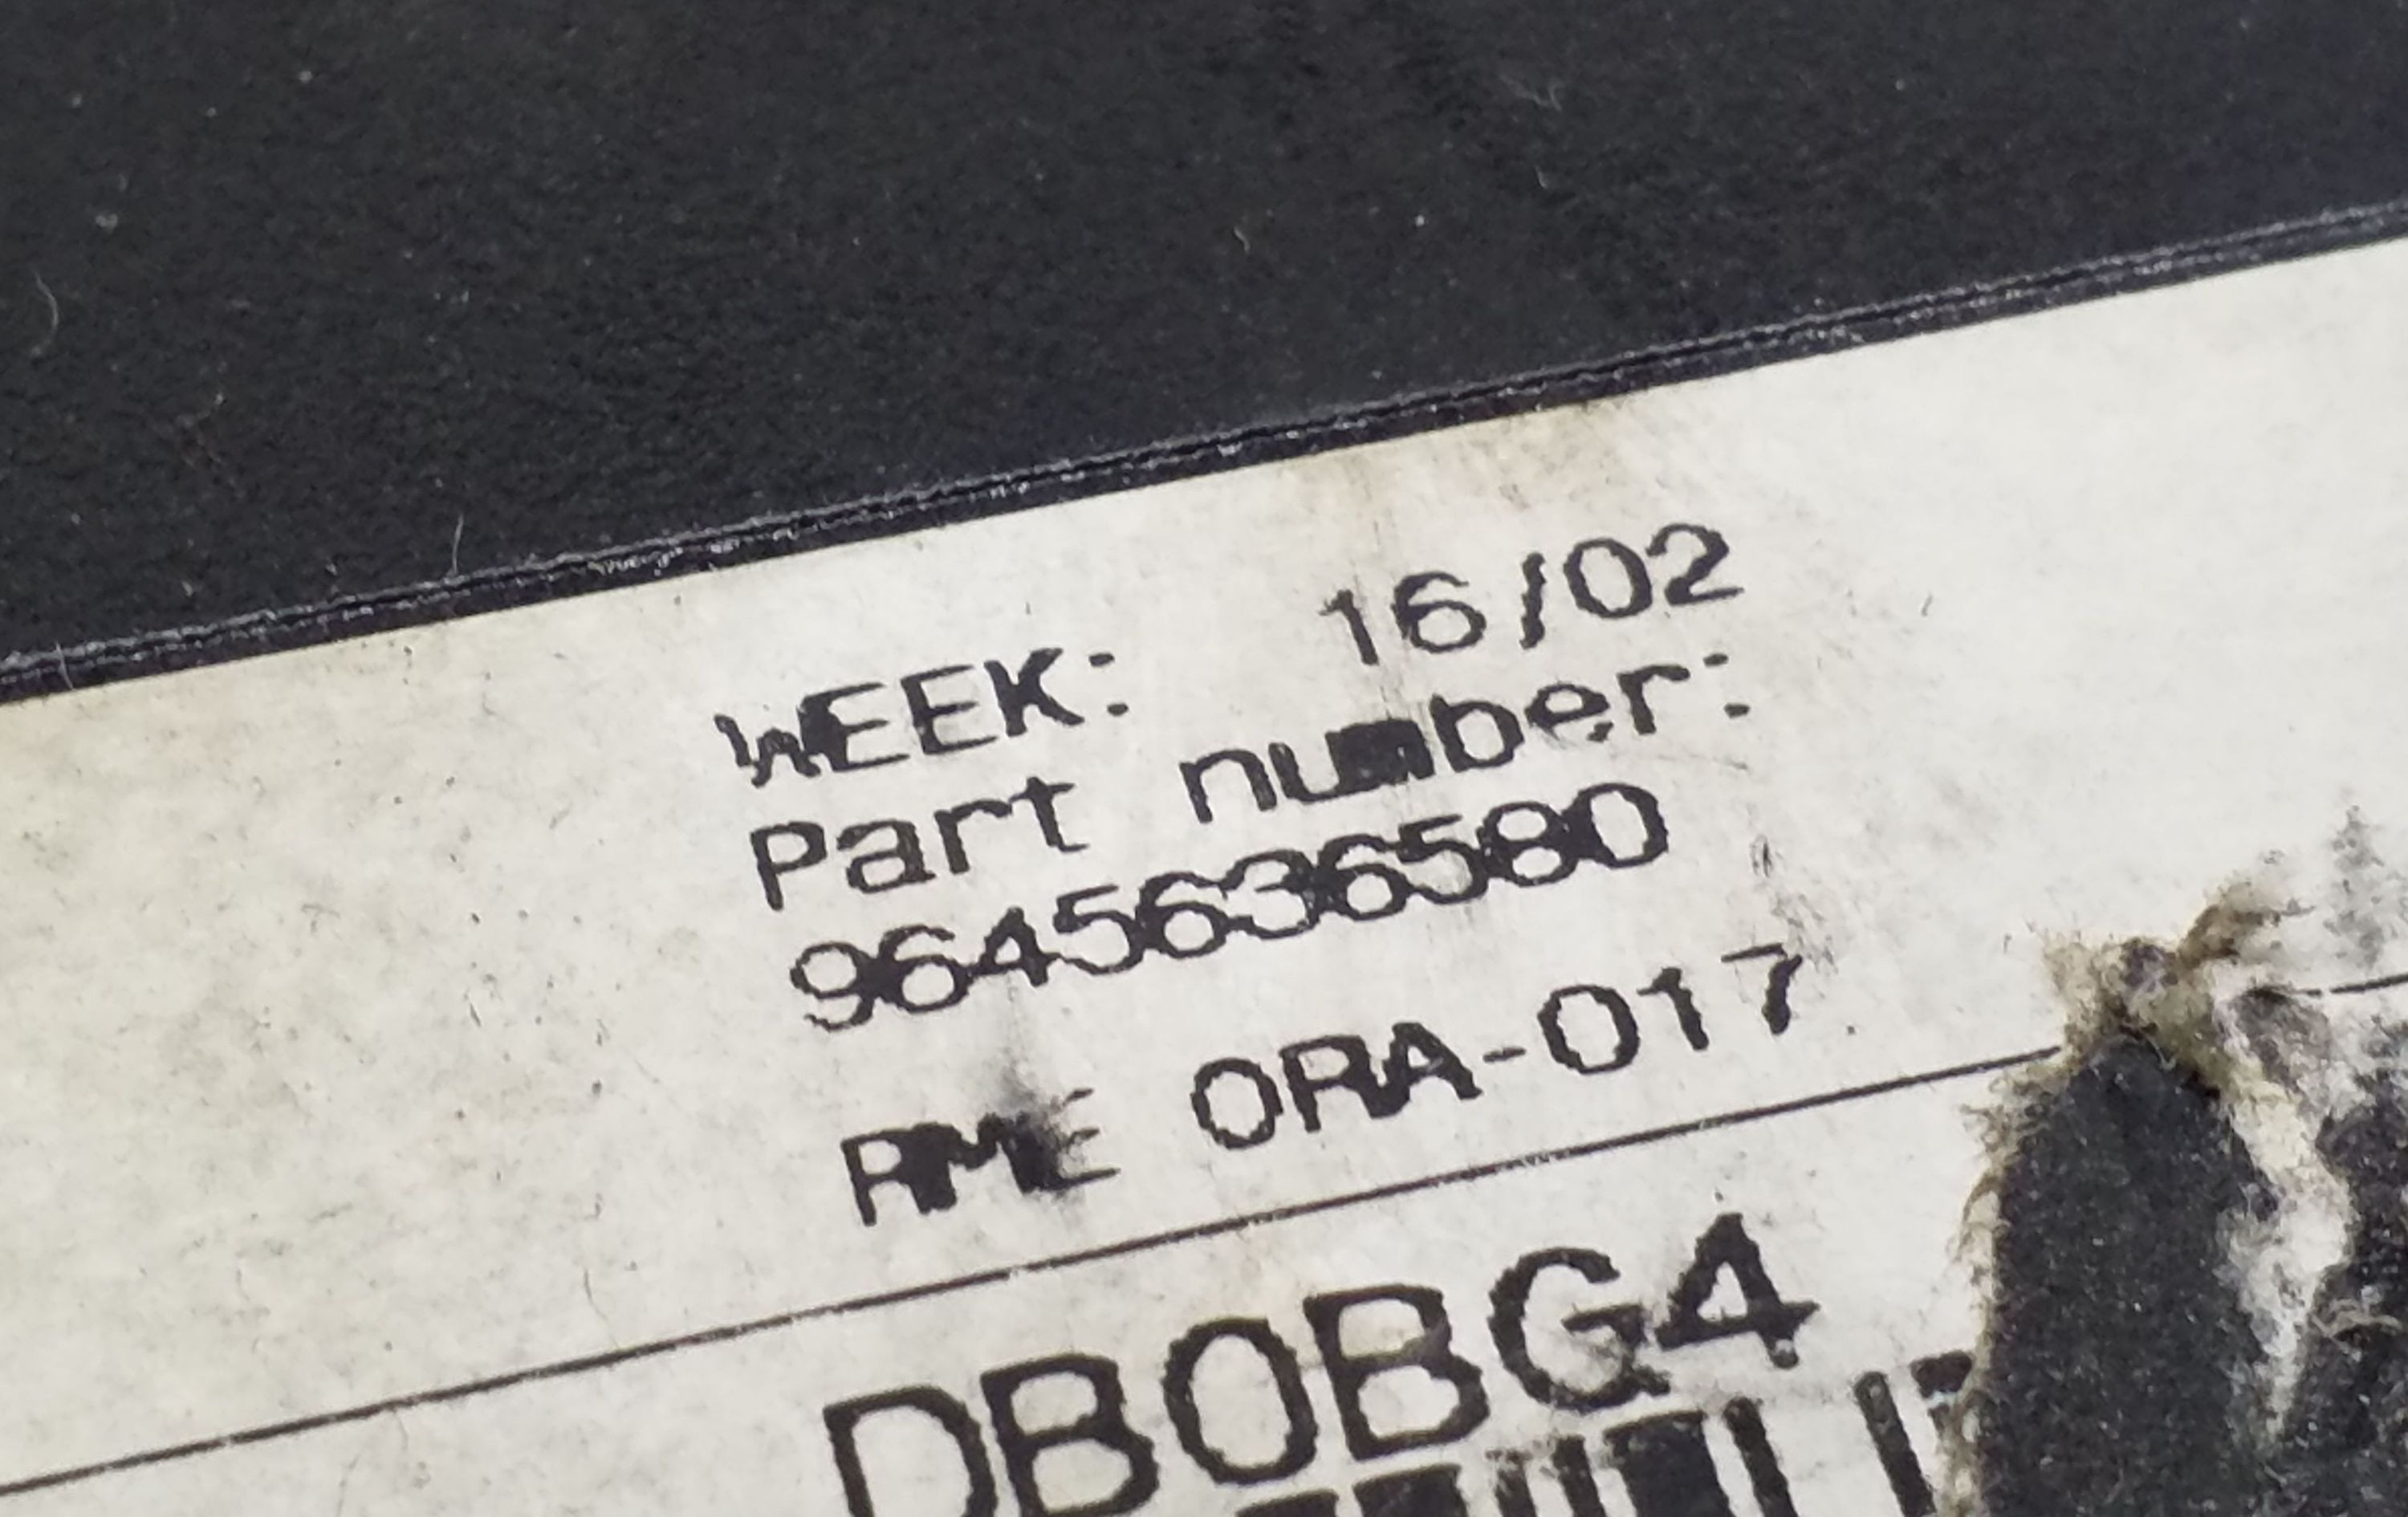 WEEK: 16/02
Part number:
9645636580
RME ORA-017
DB0BG4